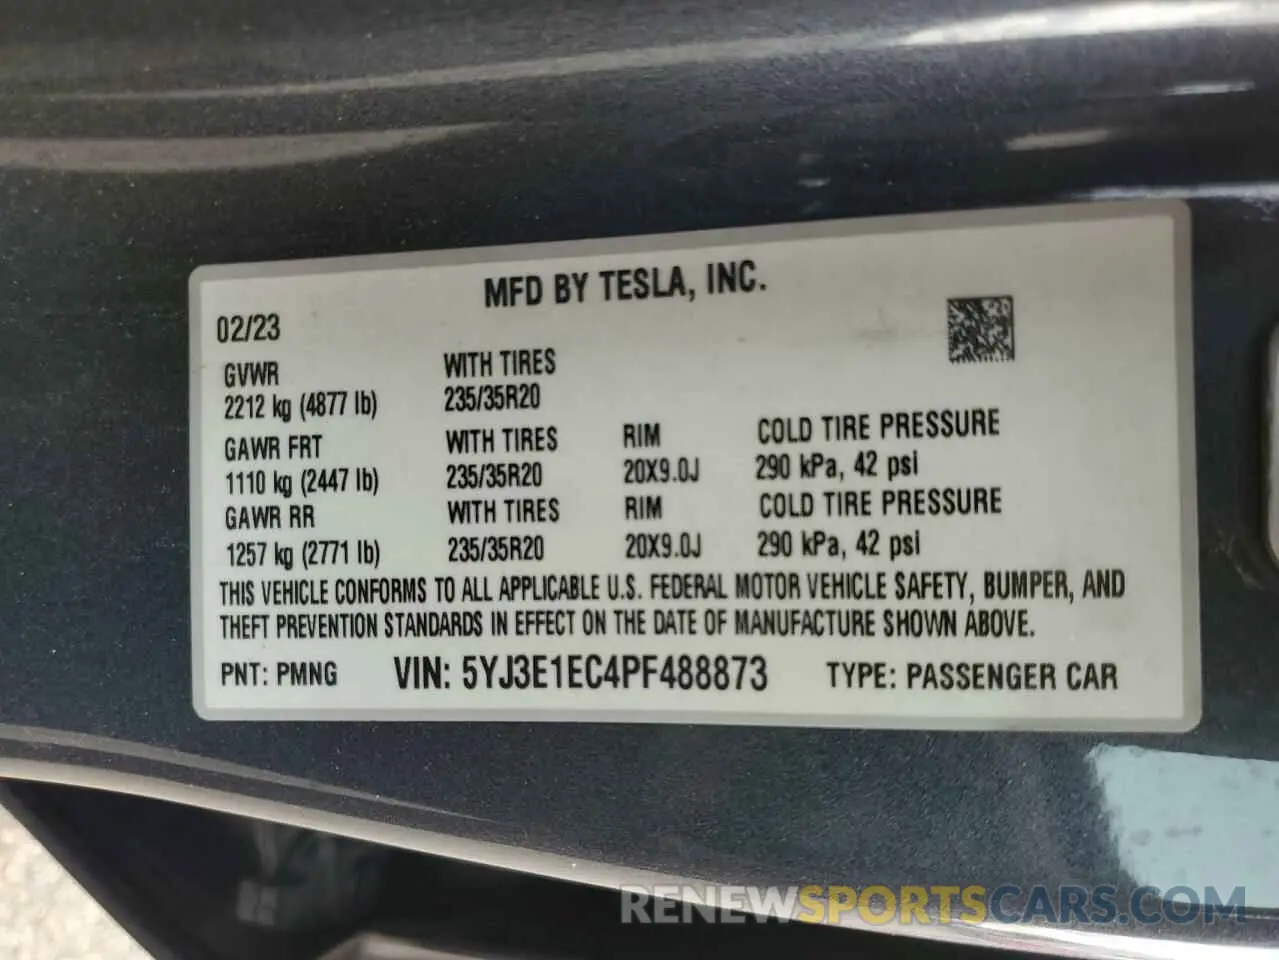 MFD BY TESLA, INC.
02/23
GVWR WITH TIRES
2212 kg (4877 lb) 235/35R20
GAWR FRT WITH TIRES RIM COLD TIRE PRESSURE
1110 kg (2447 lb) 235/35R20 20X9.0J 290 kPa, 42 psi
GAWR RR WITH TIRES RIM COLD TIRE PRESSURE
1257 kg (2771 lb) 235/35R20 20X9.0J 290 kPa, 42 psi
THIS VEHICLE CONFORMS TO ALL APPLICABLE U.S. FEDERAL MOTOR VEHICLE SAFETY, BUMPER, AND
THEFT PREVENTION STANDARDS IN EFFECT ON THE DATE OF MANUFACTURE SHOWN ABOVE.
PNT: PMNG VIN: 5YJ3E1EC4PF488873 TYPE: PASSENGER CAR
RENEWSPORTSCARS.COM